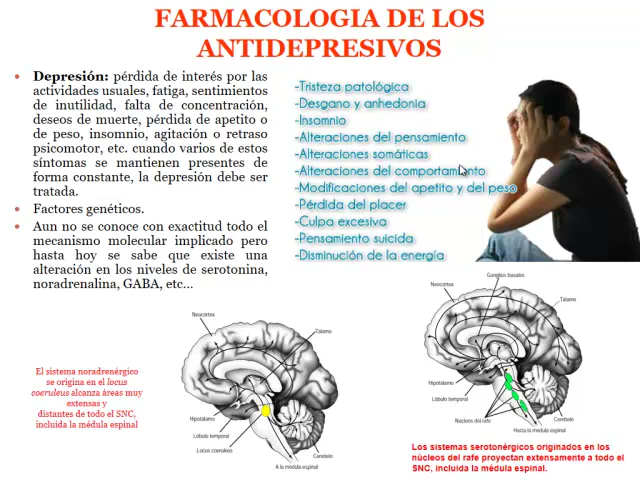 FARMACOLOGIA DE LOS
ANTIDEPRESIVOS
• Depresión: pérdida de interés por las
actividades usuales, fatiga, sentimientos
de inutilidad, falta de concentración,
deseos de muerte, pérdida de apetito o
de peso, insomnio, agitación o retraso
psicomotor, etc. cuando varios de estos
síntomas se mantienen presentes de
forma constante, la depresión debe ser
tratada.
• Factores genéticos.
• Aun no se conoce con exactitud todo el
mecanismo molecular implicado pero
hasta hoy se sabe que existe una
alteración en los niveles de serotonina,
noradrenalina, GABA, etc...
-Tristeza patológica
-Desgano y anhedonia
-Insomnio
-Alteraciones del pensamiento
-Alteraciones somáticas
-Alteraciones del comportamiento
-Modificaciones del apetito y del peso
-Pérdida del placer
-Culpa excesiva
-Pensamiento suicida
-Disminución de la energía
El sistema noradrenérgico
se origina en el locus
coeruleus alcanza áreas muy
extensas y
distantes de todo el SNC,
incluida la médula espinal
Neocórtex
Tálamo
Hipotálamo
Lóbulo temporal
Locus coeruleus
Cerebelo
A la médula espinal
Ganglios basales
Neocórtex
Tálamo
Hipotálamo
Lóbulo temporal
Núcleos del rafe
Cerebelo
Hacia la médula espinal
Los sistemas serotonérgicos originados en los
núcleos del rafe proyectan extensamente a todo el
SNC, incluida la médula espinal.